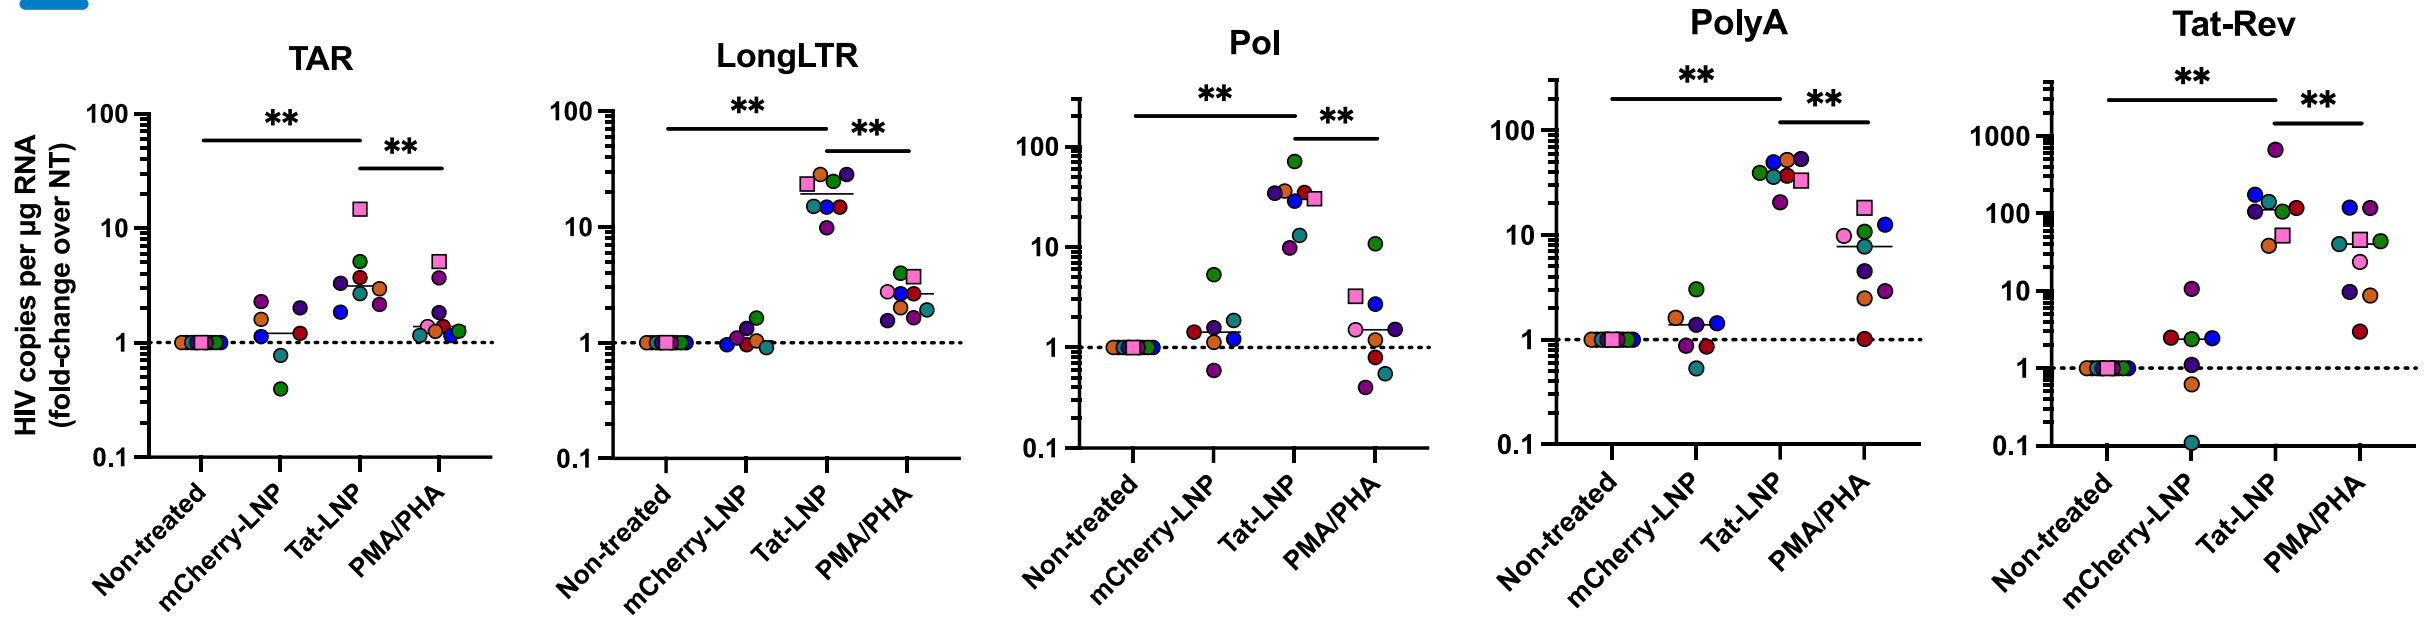 TAR
LongLTR
Pol
PolyA
Tat-Rev
HIV copies per µg RNA
(fold-change over NT)
100
10
1
0.1
**
**
Non-treated
mCherry-LNP
Tat-LNP
PMA/PHA
100
10
1
0.1
**
**
Non-treated
mCherry-LNP
Tat-LNP
PMA/PHA
100
10
1
0.1
**
**
Non-treated
mCherry-LNP
Tat-LNP
PMA/PHA
100
10
1
0.1
**
**
Non-treated
mCherry-LNP
Tat-LNP
PMA/PHA
1000
100
10
1
0.1
**
**
Non-treated
mCherry-LNP
Tat-LNP
PMA/PHA